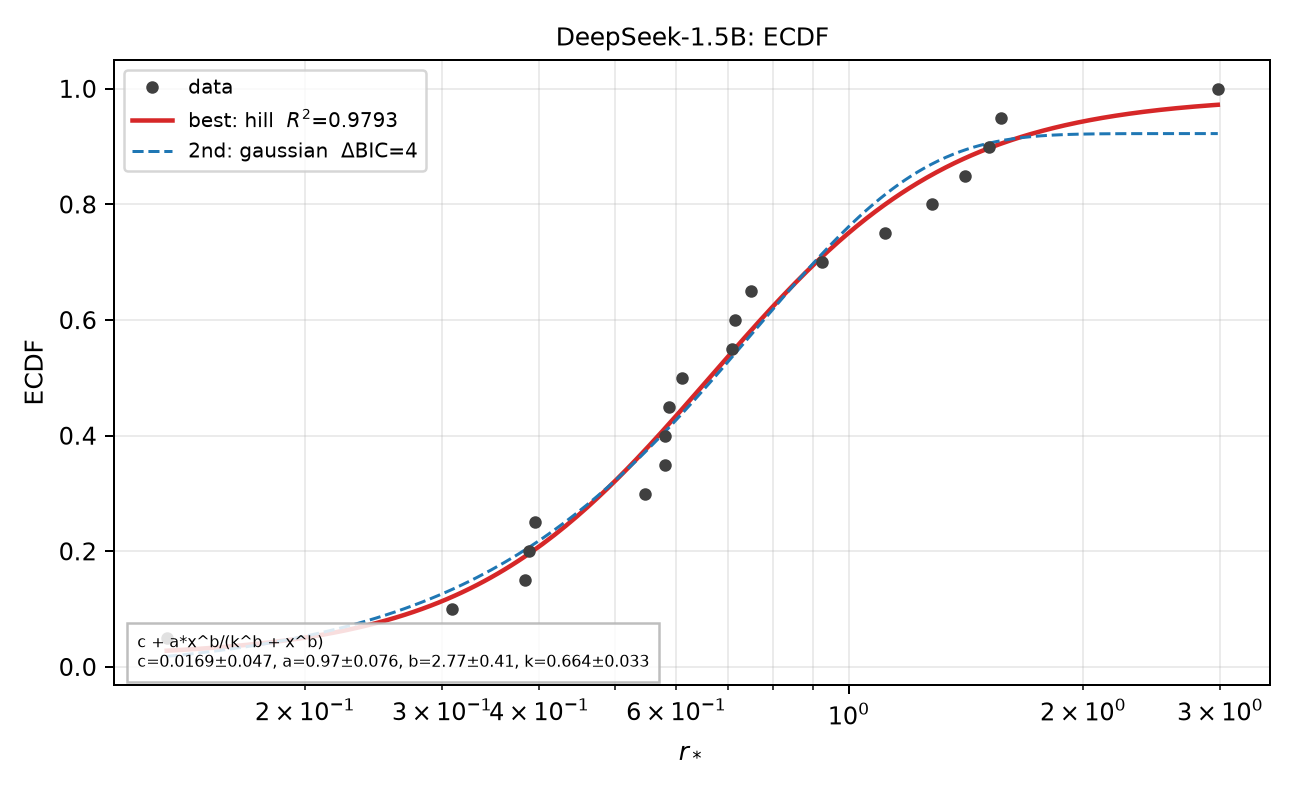 DeepSeek-1.5B: ECDF
data
best: hill R²=0.9793
2nd: gaussian ΔBIC=4
1.0
0.8
0.6
0.4
0.2
0.0
ECDF
c + a*x^b/(k^b + x^b)
c=0.0169±0.047, a=0.97±0.076, b=2.77±0.41, k=0.664±0.033
2 × 10⁻¹ 3 × 10⁻¹ 4 × 10⁻¹ 6 × 10⁻¹ 10⁰ 2 × 10⁰ 3 × 10⁰
r*